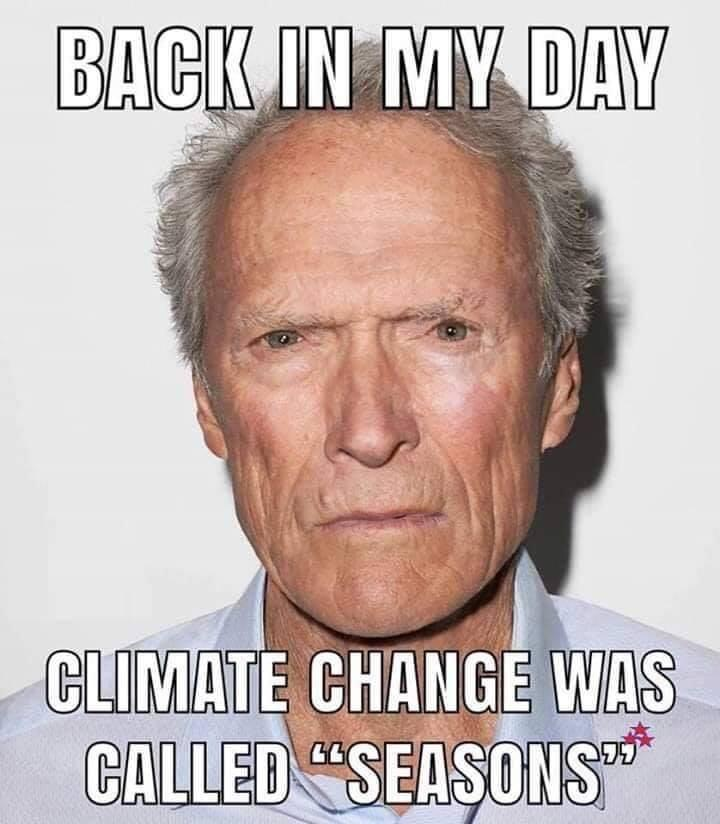 BACK IN MY DAY
CLIMATE CHANGE WAS
CALLED “SEASONS”